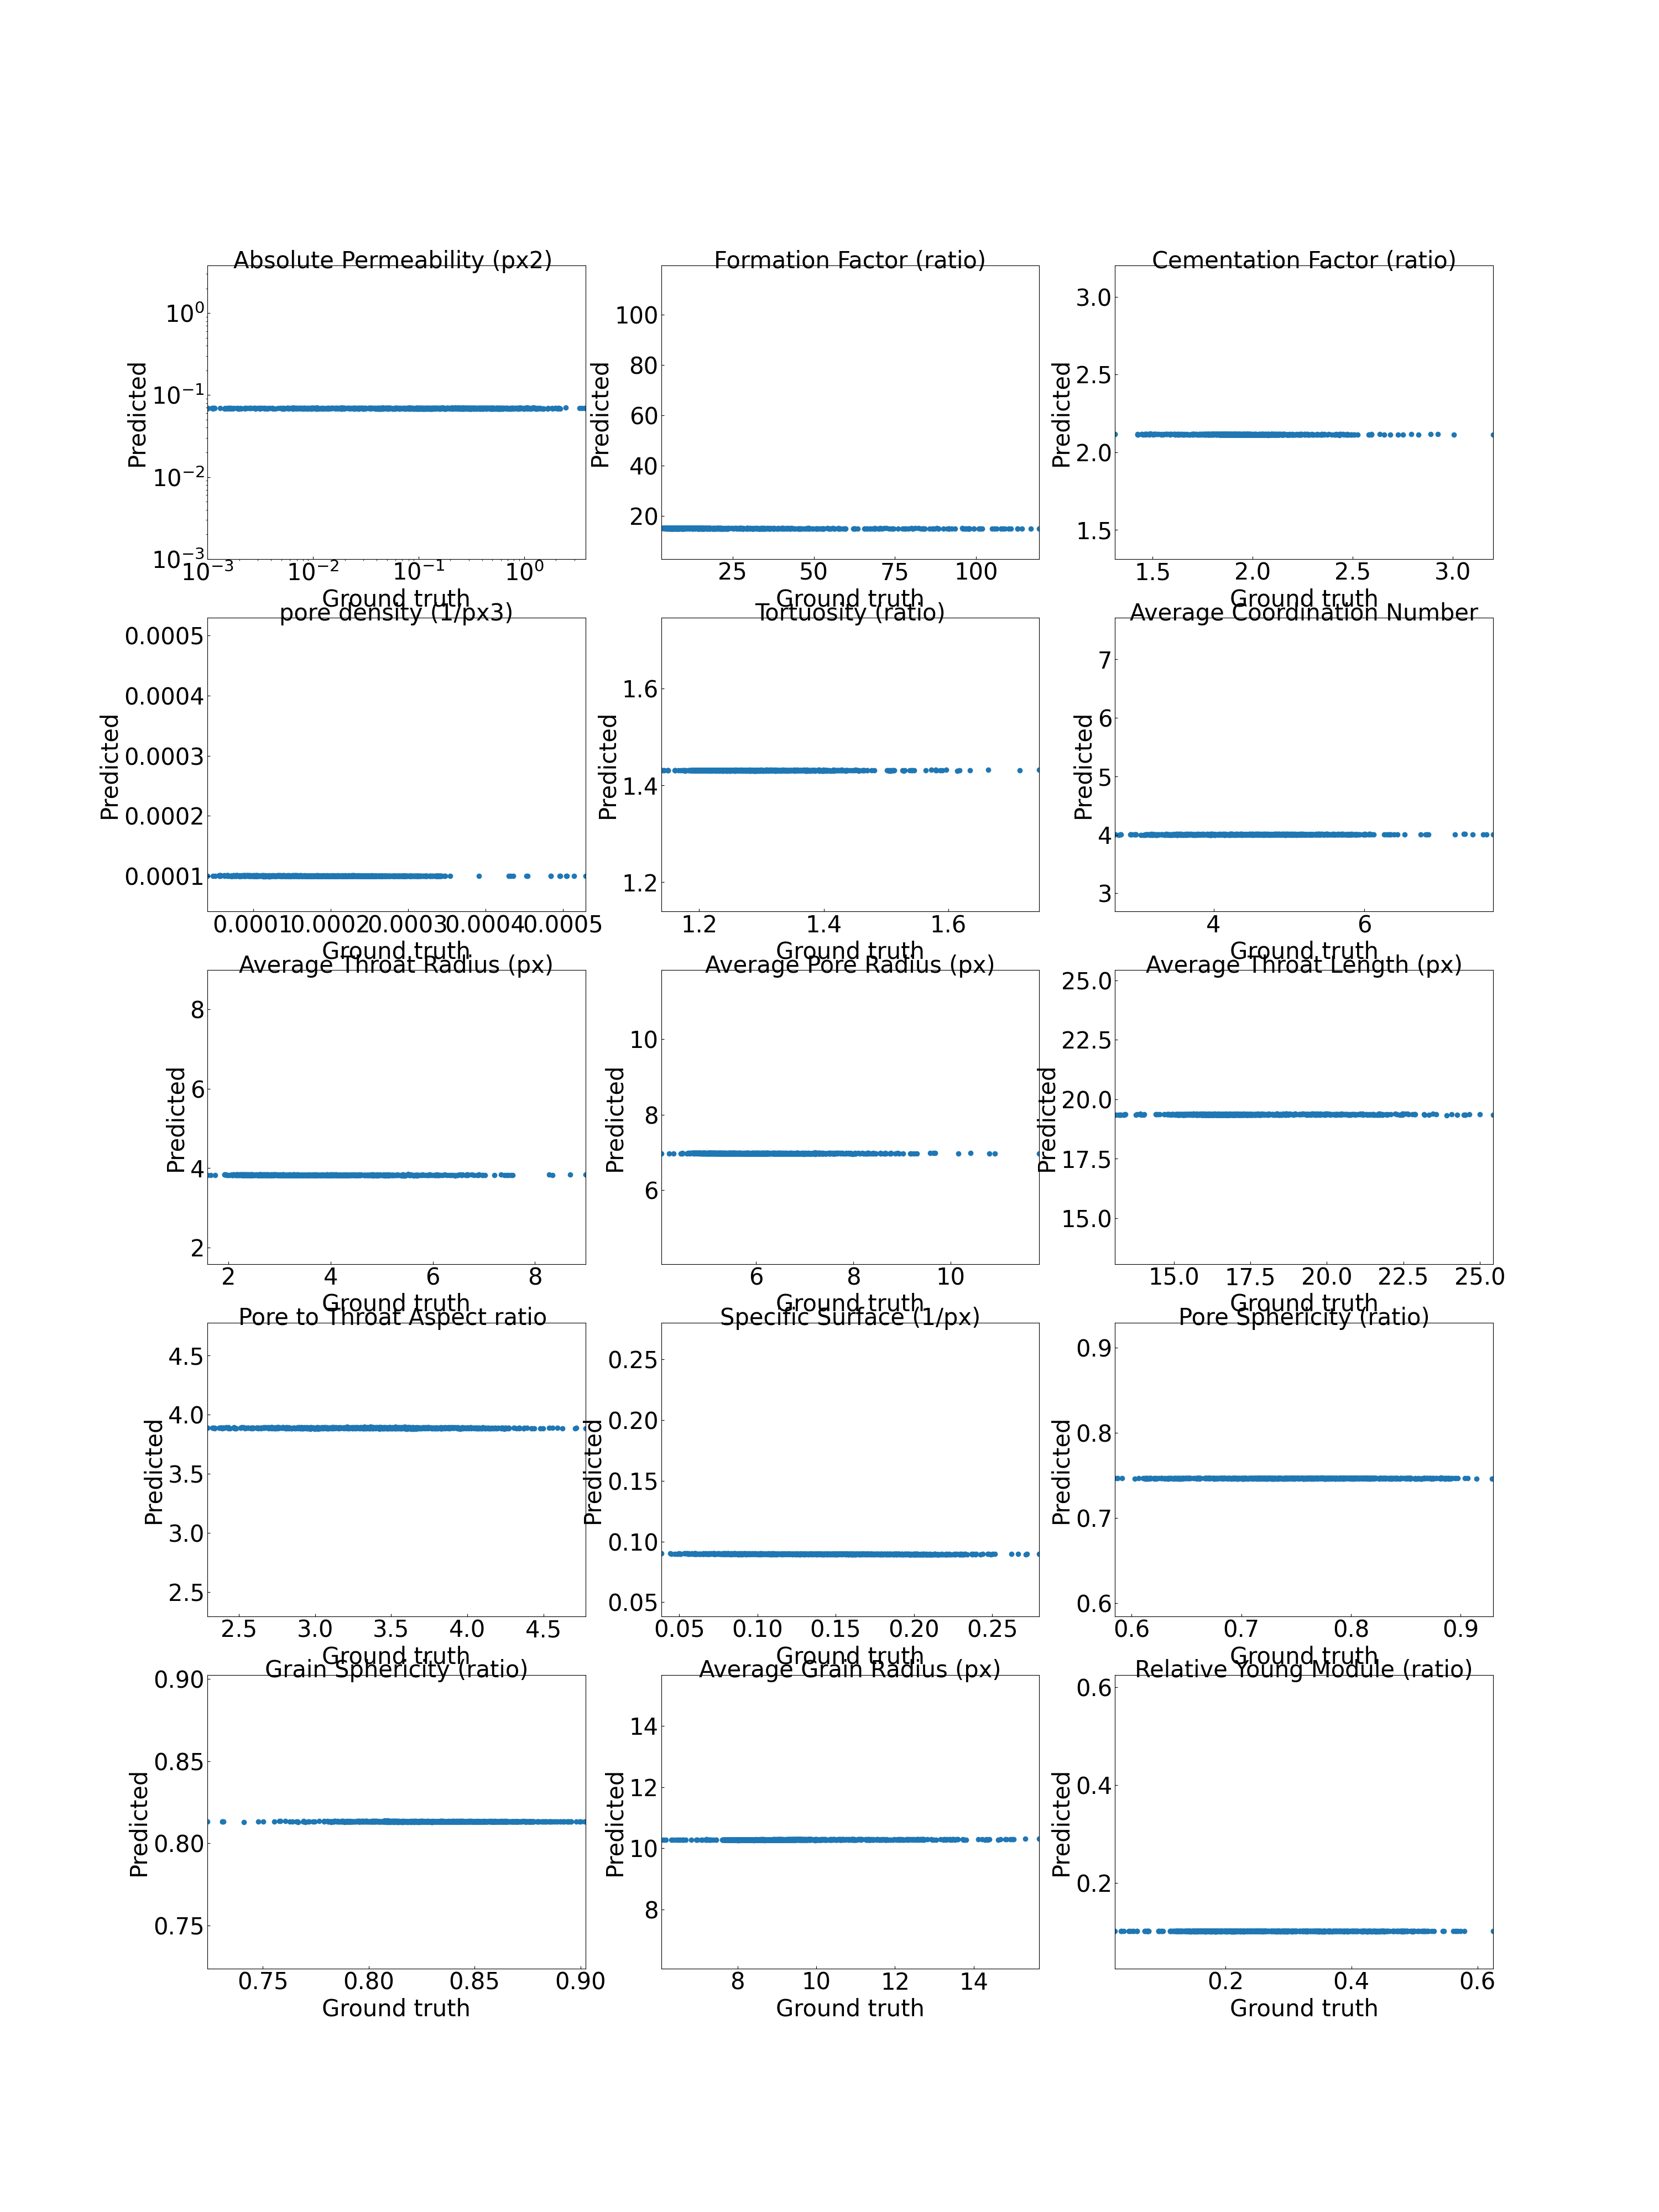 Absolute Permeability (px2)
10⁰
10⁻¹
10⁻²
10⁻³
Predicted
10⁻³ 10⁻² 10⁻¹ 10⁰
Ground truth
Formation Factor (ratio)
100
80
60
40
20
Predicted
25 50 75 100
Ground truth
Cementation Factor (ratio)
3.0
2.5
2.0
1.5
Predicted
1.5 2.0 2.5 3.0
Ground truth
pore density (1/px3)
0.0005
0.0004
0.0003
0.0002
0.0001
Predicted
0.0001 0.0002 0.0003 0.0004 0.0005
Ground truth
Tortuosity (ratio)
1.6
1.4
1.2
Predicted
1.2 1.4 1.6
Ground truth
Average Coordination Number
7
6
5
4
3
Predicted
4 6
Ground truth
Average Throat Radius (px)
8
6
4
2
Predicted
2 4 6 8
Ground truth
Average Pore Radius (px)
10
8
6
Predicted
6 8 10
Ground truth
Average Throat Length (px)
25.0
22.5
20.0
17.5
15.0
Predicted
15.0 17.5 20.0 22.5 25.0
Ground truth
Pore to Throat Aspect ratio
4.5
4.0
3.5
3.0
2.5
Predicted
2.5 3.0 3.5 4.0 4.5
Ground truth
Specific Surface (1/px)
0.25
0.20
0.15
0.10
0.05
Predicted
0.05 0.10 0.15 0.20 0.25
Ground truth
Pore Sphericity (ratio)
0.9
0.8
0.7
0.6
Predicted
0.6 0.7 0.8 0.9
Ground truth
Grain Sphericity (ratio)
0.90
0.85
0.80
0.75
Predicted
0.75 0.80 0.85 0.90
Ground truth
Average Grain Radius (px)
14
12
10
8
Predicted
8 10 12 14
Ground truth
Relative Young Module (ratio)
0.6
0.4
0.2
Predicted
0.2 0.4 0.6
Ground truth